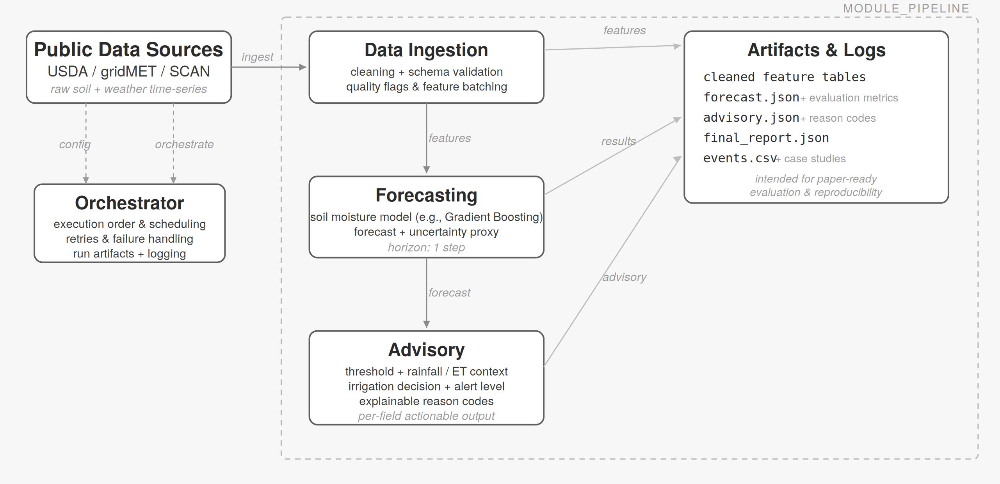 MODULE_PIPELINE
Public Data Sources
USDA / gridMET / SCAN
raw soil + weather time-series
ingest
config
orchestrate
Orchestrator
execution order & scheduling
retries & failure handling
run artifacts + logging
Data Ingestion
cleaning + schema validation
quality flags & feature batching
features
features
Forecasting
soil moisture model (e.g., Gradient Boosting)
forecast + uncertainty proxy
horizon: 1 step
results
forecast
advisory
Advisory
threshold + rainfall / ET context
irrigation decision + alert level
explainable reason codes
per-field actionable output
Artifacts & Logs
cleaned feature tables
forecast.json + evaluation metrics
advisory.json + reason codes
final_report.json
events.csv + case studies
intended for paper-ready
evaluation & reproducibility